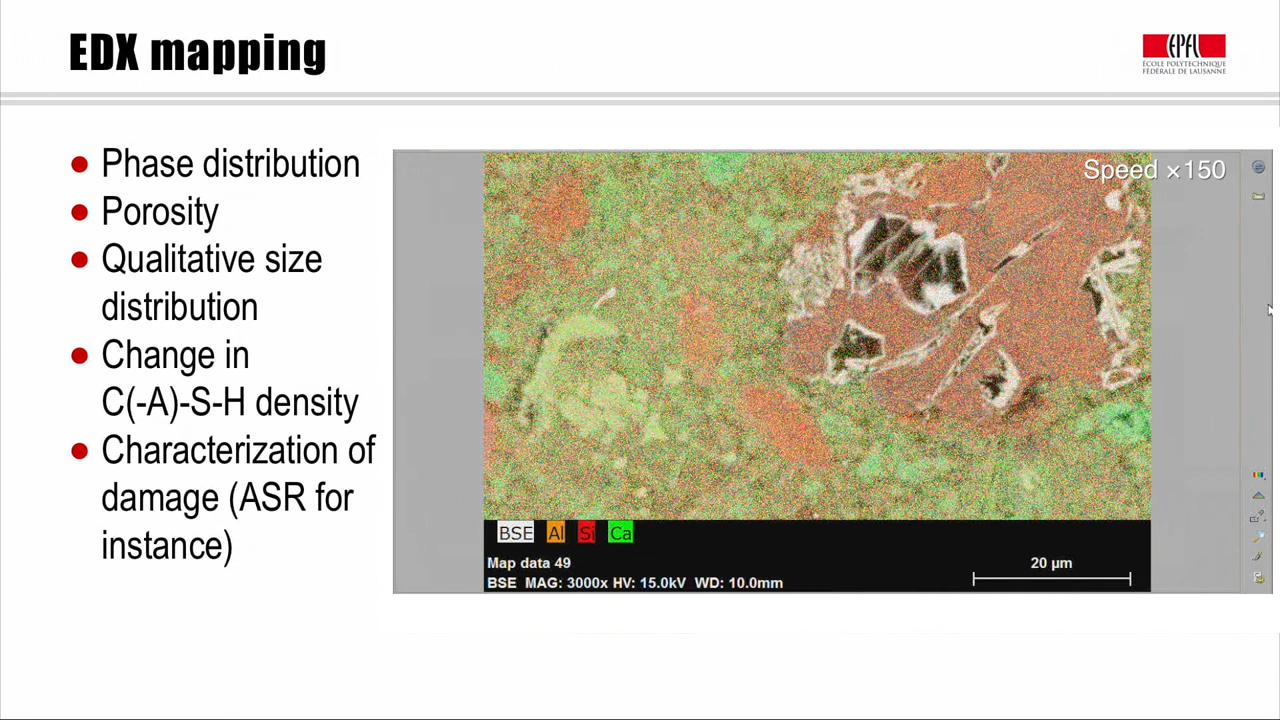 EDX mapping
EPFL
ÉCOLE POLYTECHNIQUE
FÉDÉRALE DE LAUSANNE
● Phase distribution
● Porosity
● Qualitative size
distribution
● Change in
C(-A)-S-H density
● Characterization of
damage (ASR for
instance)
Speed ×150
BSE Al Si Ca
Map data 49
BSE MAG: 3000x HV: 15.0kV WD: 10.0mm
20 µm